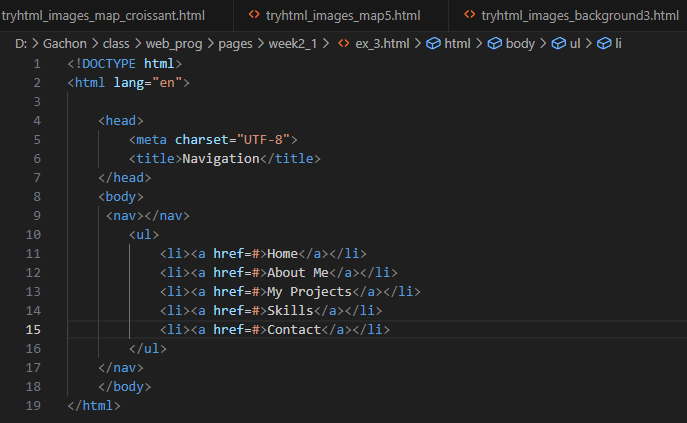 tryhtml_images_map_croissant.html tryhtml_images_map5.html tryhtml_images_background3.html
D: > Gachon > class > web_prog > pages > week2_1 > ex_3.html > html > body > ul > li
1 <!DOCTYPE html>
2 <html lang="en">
3
4 <head>
5 <meta charset="UTF-8">
6 <title>Navigation</title>
7 </head>
8 <body>
9 <nav></nav>
10 <ul>
11 <li><a href=#>Home</a></li>
12 <li><a href=#>About Me</a></li>
13 <li><a href=#>My Projects</a></li>
14 <li><a href=#>Skills</a></li>
15 <li><a href=#>Contact</a></li>
16 </ul>
17 </nav>
18 </body>
19 </html>